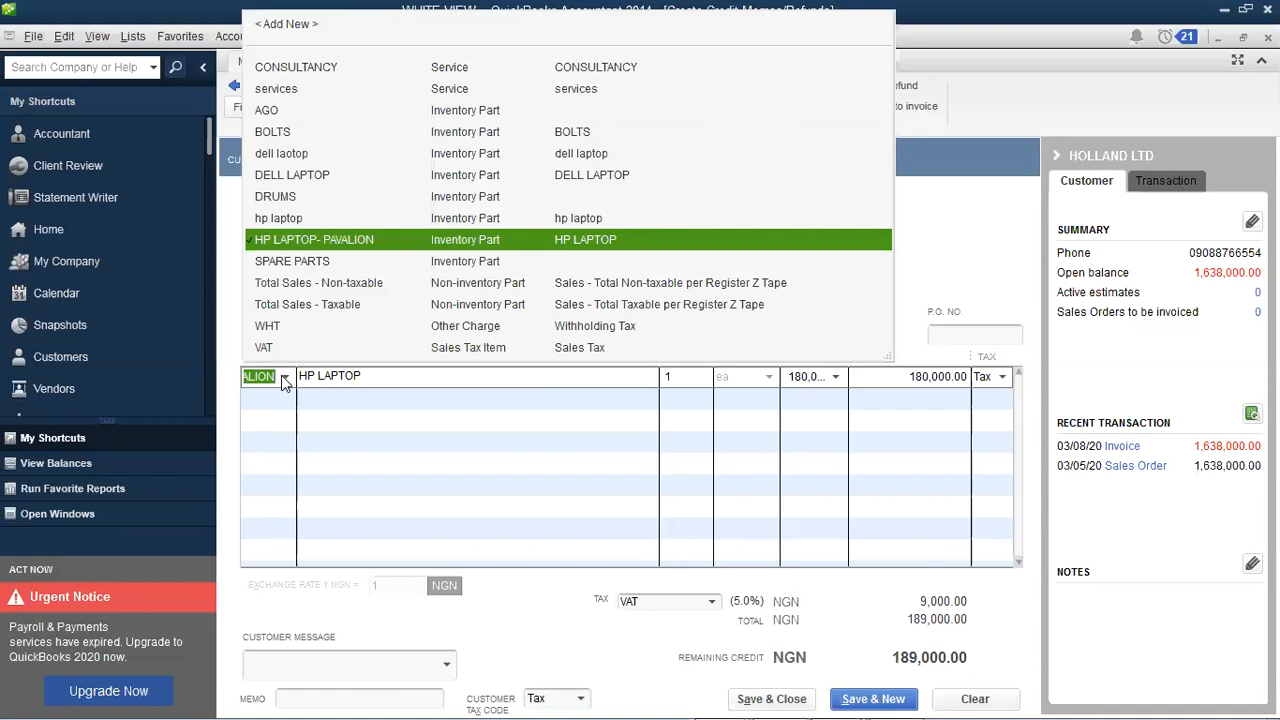 WHITE VIEW - QuickBooks Accountant 2014 - [Create Credit Memos/Refunds]
File Edit View Lists Favorites Accou
21
Search Company or Help
My Shortcuts
Accountant
Client Review
Statement Writer
Home
My Company
Calendar
Snapshots
Customers
Vendors
My Shortcuts
View Balances
Run Favorite Reports
Open Windows
ACT NOW
Urgent Notice
Payroll & Payments
services have expired. Upgrade to
QuickBooks 2020 now.
Upgrade Now
< Add New >
CONSULTANCY Service CONSULTANCY
services Service services
AGO Inventory Part
BOLTS Inventory Part BOLTS
dell laotop Inventory Part dell laptop
DELL LAPTOP Inventory Part DELL LAPTOP
DRUMS Inventory Part
hp laptop Inventory Part hp laptop
✓ HP LAPTOP- PAVALION Inventory Part HP LAPTOP
SPARE PARTS Inventory Part
Total Sales - Non-taxable Non-inventory Part Sales - Total Non-taxable per Register Z Tape
Total Sales - Taxable Non-inventory Part Sales - Total Taxable per Register Z Tape
WHT Other Charge Withholding Tax
VAT Sales Tax Item Sales Tax
M
Fi
efund
to invoice
CU
P.O. NO.
TAX
ALION HP LAPTOP 1 ea 180,0... 180,000.00 Tax
EXCHANGE RATE 1 NGN = 1 NGN
TAX VAT (5.0%) NGN 9,000.00
TOTAL NGN 189,000.00
CUSTOMER MESSAGE
REMAINING CREDIT NGN 189,000.00
MEMO
CUSTOMER TAX CODE Tax
Save & Close Save & New Clear
HOLLAND LTD
Customer Transaction
SUMMARY
Phone 09088766554
Open balance 1,638,000.00
Active estimates 0
Sales Orders to be invoiced 0
RECENT TRANSACTION
03/08/20 Invoice 1,638,000.00
03/05/20 Sales Order 1,638,000.00
NOTES